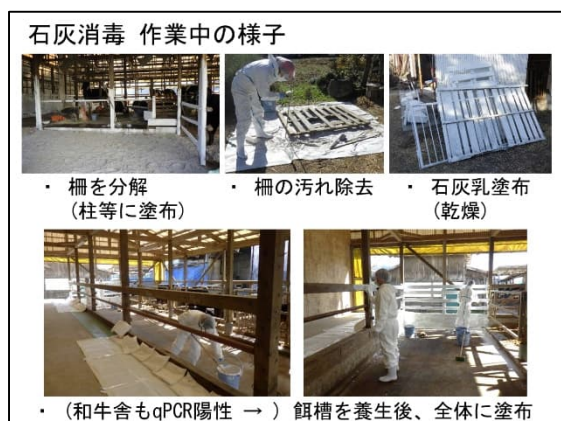 石灰消毒 作業中の様子
・ 柵を分解
(柱等に塗布)
・ 柵の汚れ除去
・ 石灰乳塗布
(乾燥)
・ (和牛舎もqPCR陽性 → ) 餌槽を養生後、全体に塗布